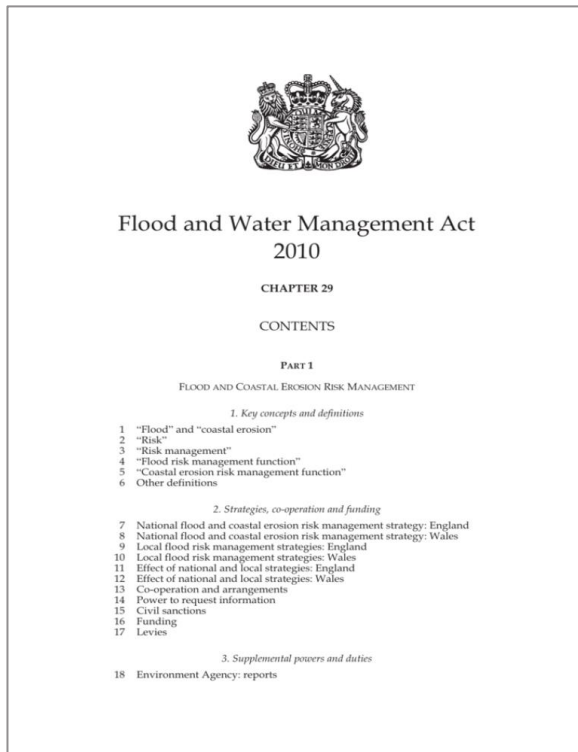 DIEU ET MON DROIT
Flood and Water Management Act
2010
CHAPTER 29
CONTENTS
PART 1
FLOOD AND COASTAL EROSION RISK MANAGEMENT
1. Key concepts and definitions
1 “Flood” and “coastal erosion”
2 “Risk”
3 “Risk management”
4 “Flood risk management function”
5 “Coastal erosion risk management function”
6 Other definitions
2. Strategies, co-operation and funding
7 National flood and coastal erosion risk management strategy: England
8 National flood and coastal erosion risk management strategy: Wales
9 Local flood risk management strategies: England
10 Local flood risk management strategies: Wales
11 Effect of national and local strategies: England
12 Effect of national and local strategies: Wales
13 Co-operation and arrangements
14 Power to request information
15 Civil sanctions
16 Funding
17 Levies
3. Supplemental powers and duties
18 Environment Agency: reports